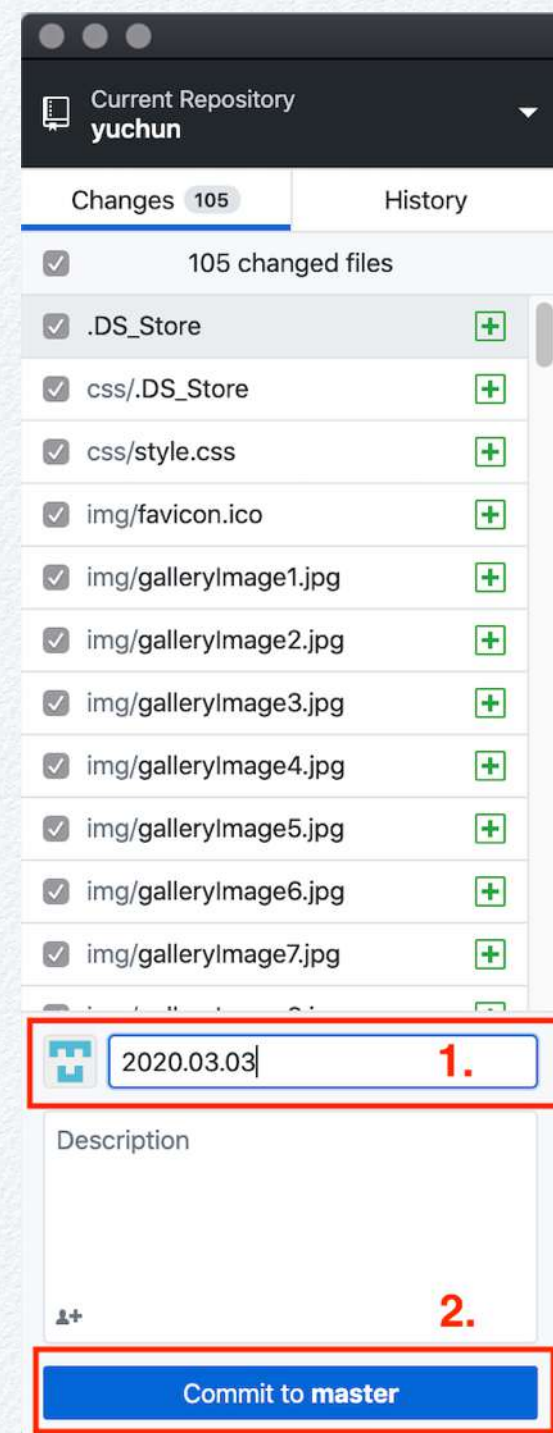 Current Repository
yuchun
Changes 105 History
105 changed files
.DS_Store
css/.DS_Store
css/style.css
img/favicon.ico
img/galleryImage1.jpg
img/galleryImage2.jpg
img/galleryImage3.jpg
img/galleryImage4.jpg
img/galleryImage5.jpg
img/galleryImage6.jpg
img/galleryImage7.jpg
2020.03.03 1.
Description
2.
Commit to master